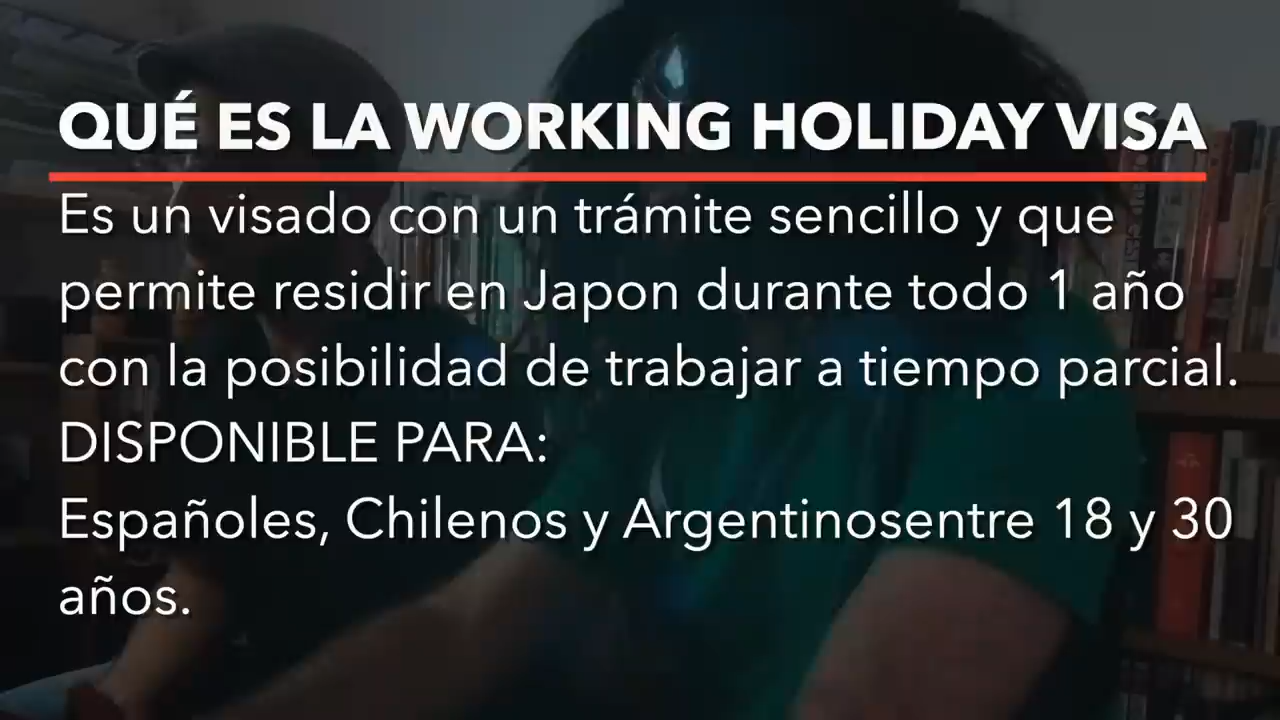 QUÉ ES LA WORKING HOLIDAY VISA
Es un visado con un trámite sencillo y que
permite residir en Japon durante todo 1 año
con la posibilidad de trabajar a tiempo parcial.
DISPONIBLE PARA:
Españoles, Chilenos y Argentinosentre 18 y 30
años.